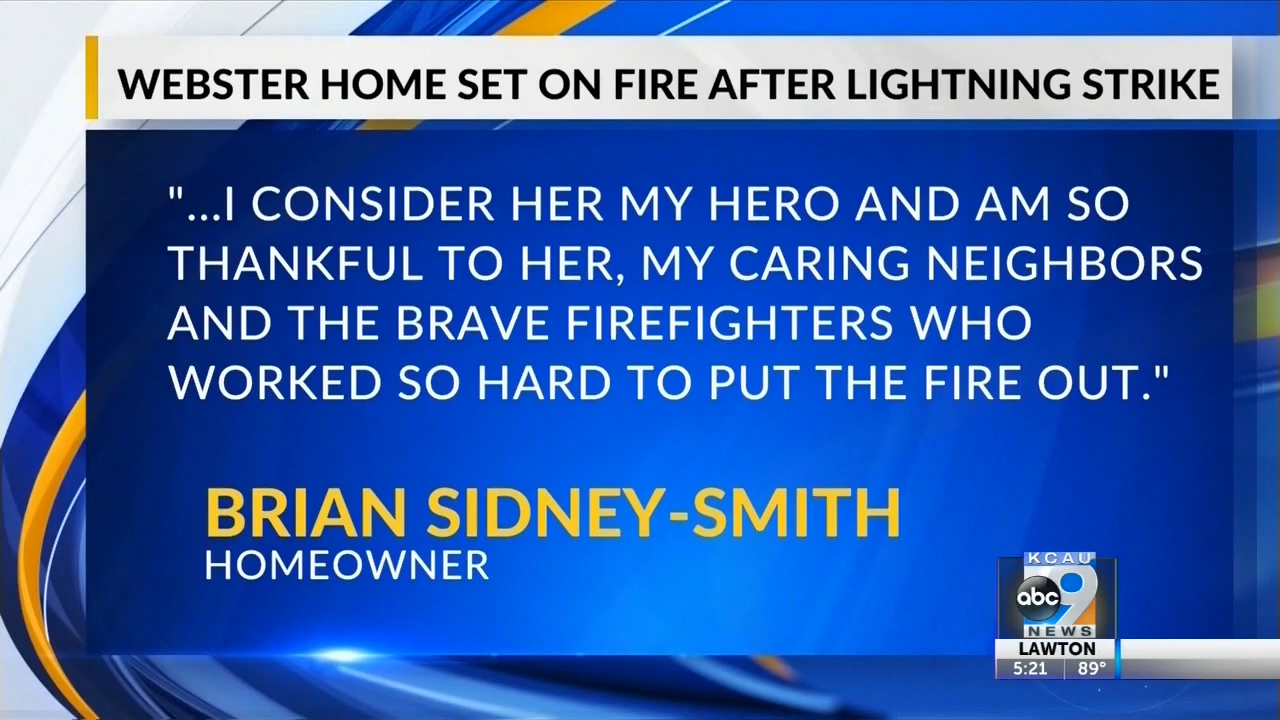 WEBSTER HOME SET ON FIRE AFTER LIGHTNING STRIKE
"...I CONSIDER HER MY HERO AND AM SO
THANKFUL TO HER, MY CARING NEIGHBORS
AND THE BRAVE FIREFIGHTERS WHO
WORKED SO HARD TO PUT THE FIRE OUT."
BRIAN SIDNEY-SMITH
HOMEOWNER
KCAU
abc 9
NEWS
LAWTON
5:21 89°